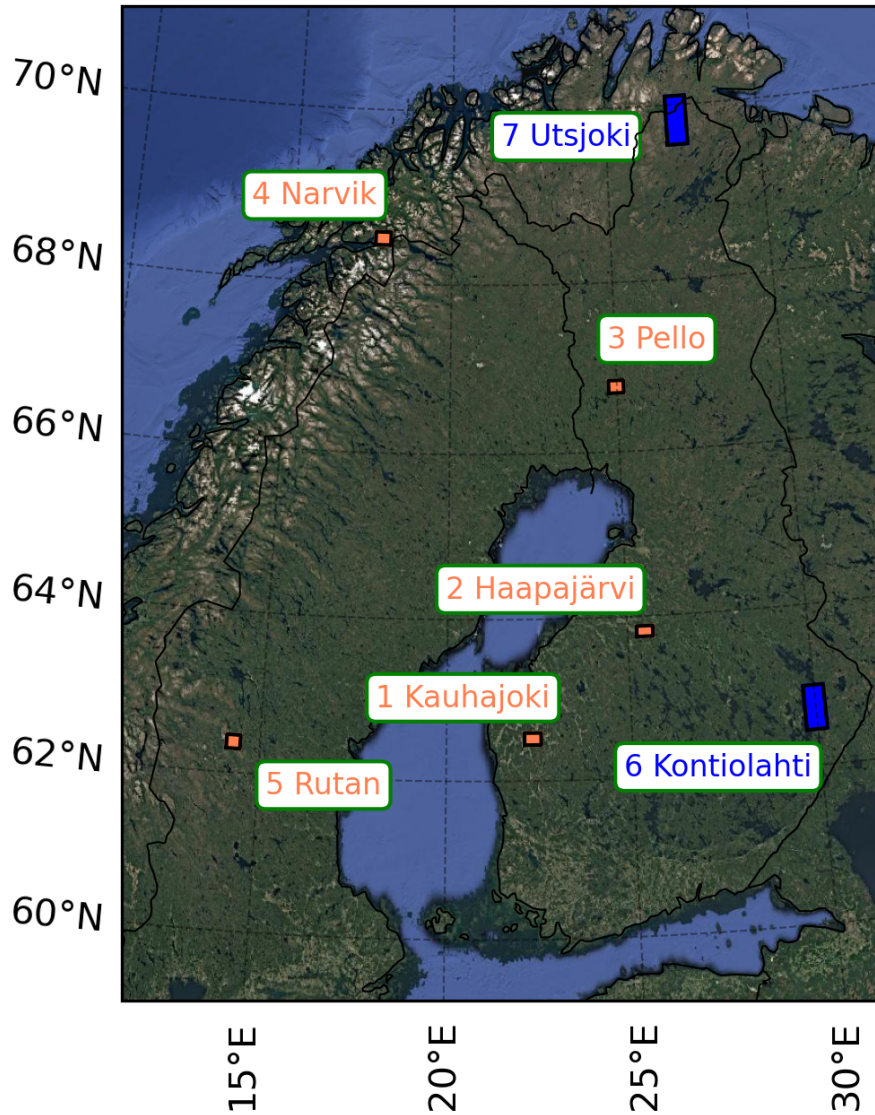 70°N
7 Utsjoki
4 Narvik
68°N
3 Pello
66°N
64°N
2 Haapajärvi
1 Kauhajoki
62°N
6 Kontiolahti
5 Rutan
60°N
15°E
20°E
25°E
30°E